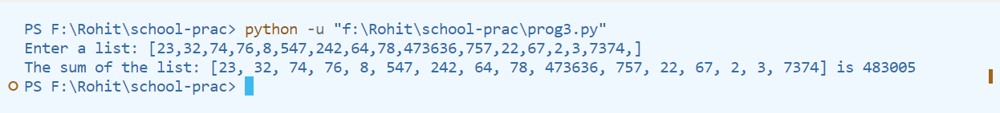 PS F:\Rohit\school-prac> python -u "f:\Rohit\school-prac\prog3.py"
Enter a list: [23,32,74,76,8,547,242,64,78,473636,757,22,67,2,3,7374,]
The sum of the list: [23, 32, 74, 76, 8, 547, 242, 64, 78, 473636, 757, 22, 67, 2, 3, 7374] is 483005
PS F:\Rohit\school-prac>